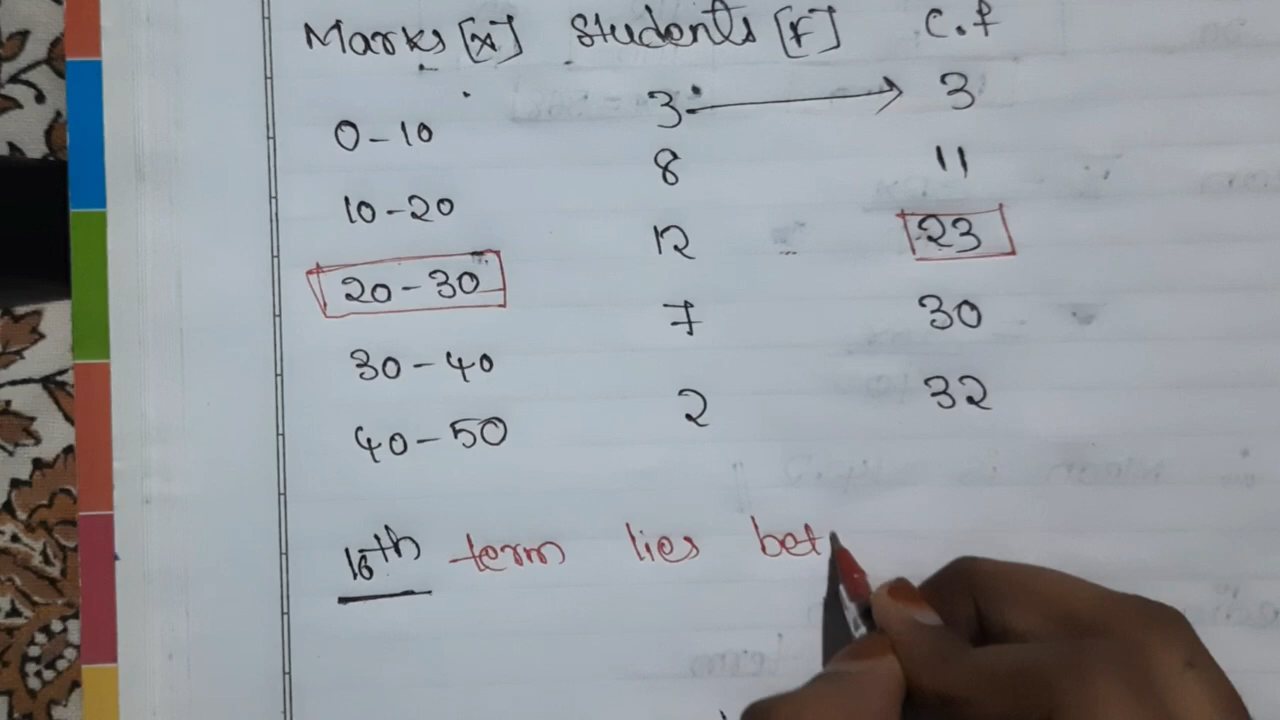 Marks [x] Students [f] C.f
0-10 3 3
10-20 8 11
20-30 12 23
30-40 7 30
40-50 2 32
16th term lies bet